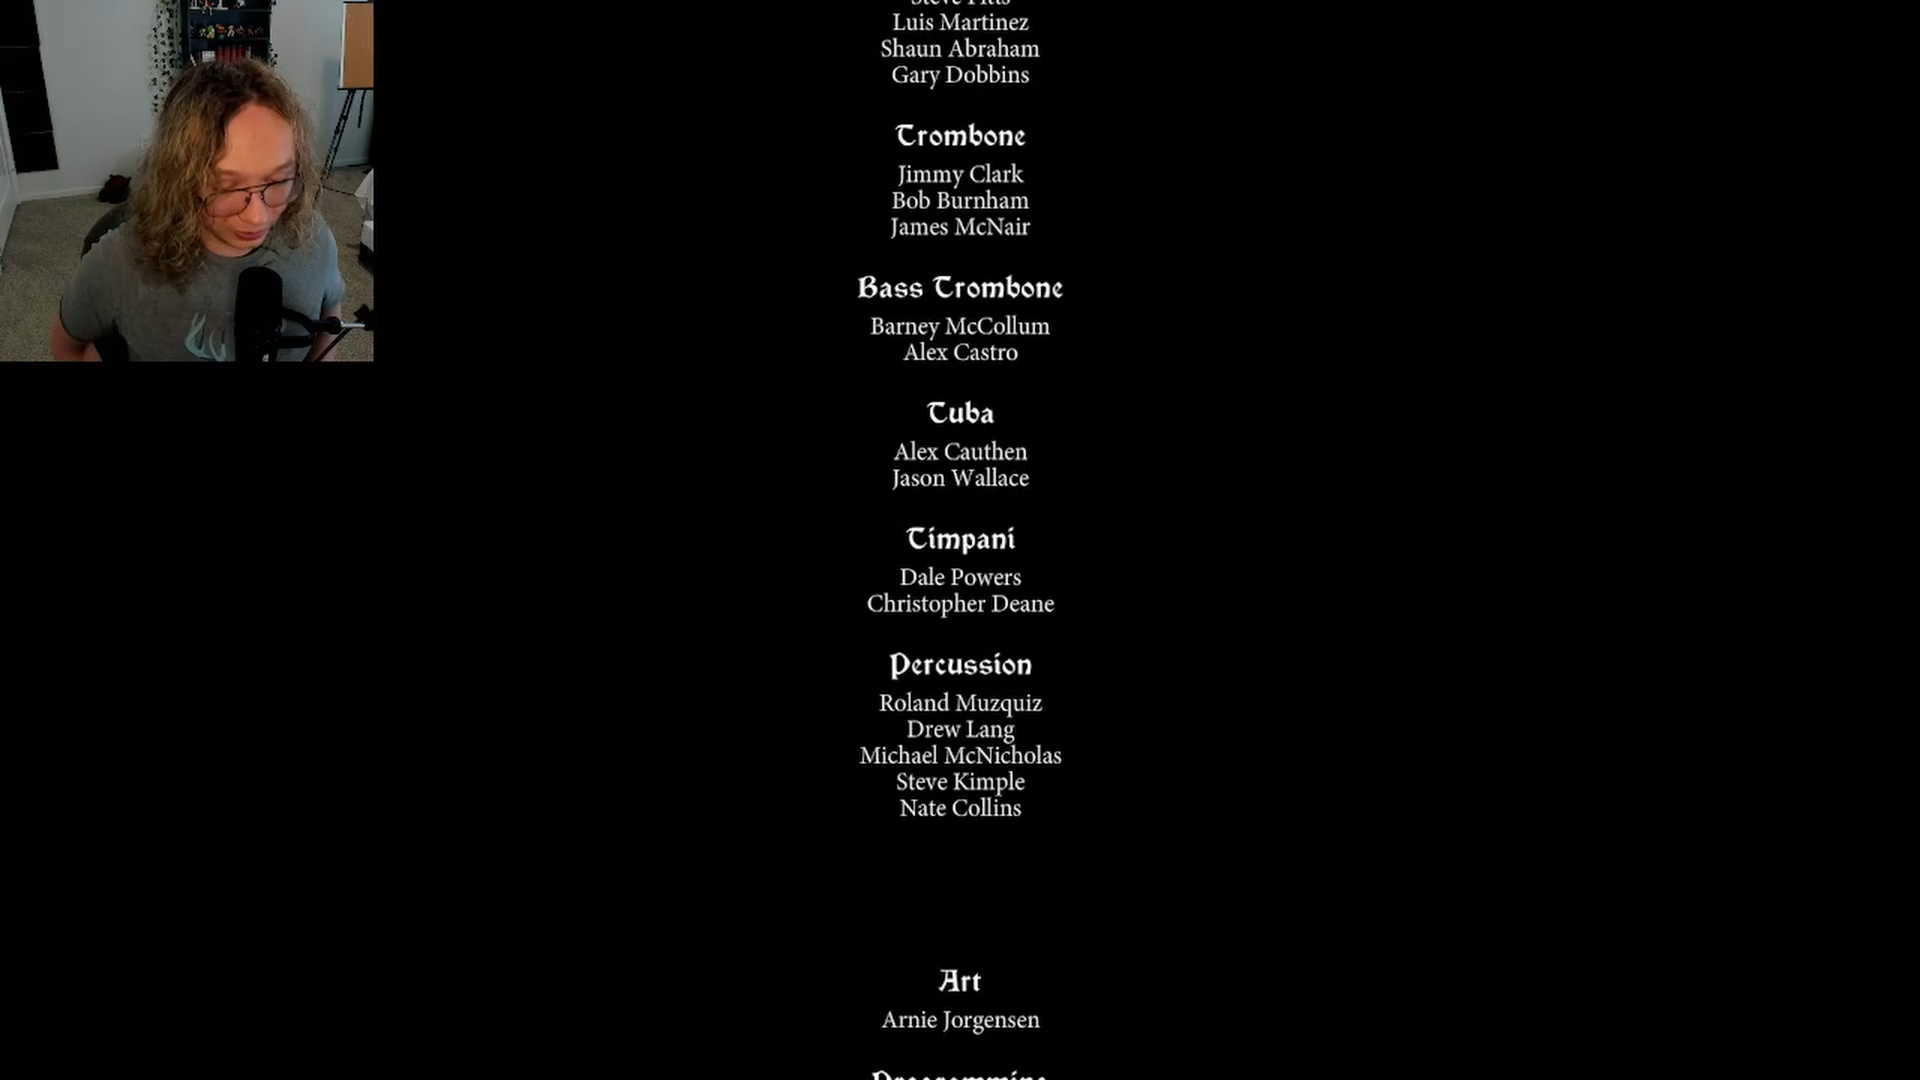 Luis Martinez
Shaun Abraham
Gary Dobbins
Trombone
Jimmy Clark
Bob Burnham
James McNair
Bass Trombone
Barney McCollum
Alex Castro
Tuba
Alex Cauthen
Jason Wallace
Timpani
Dale Powers
Christopher Deane
Percussion
Roland Muzquiz
Drew Lang
Michael McNicholas
Steve Kimple
Nate Collins
Art
Arnie Jorgensen